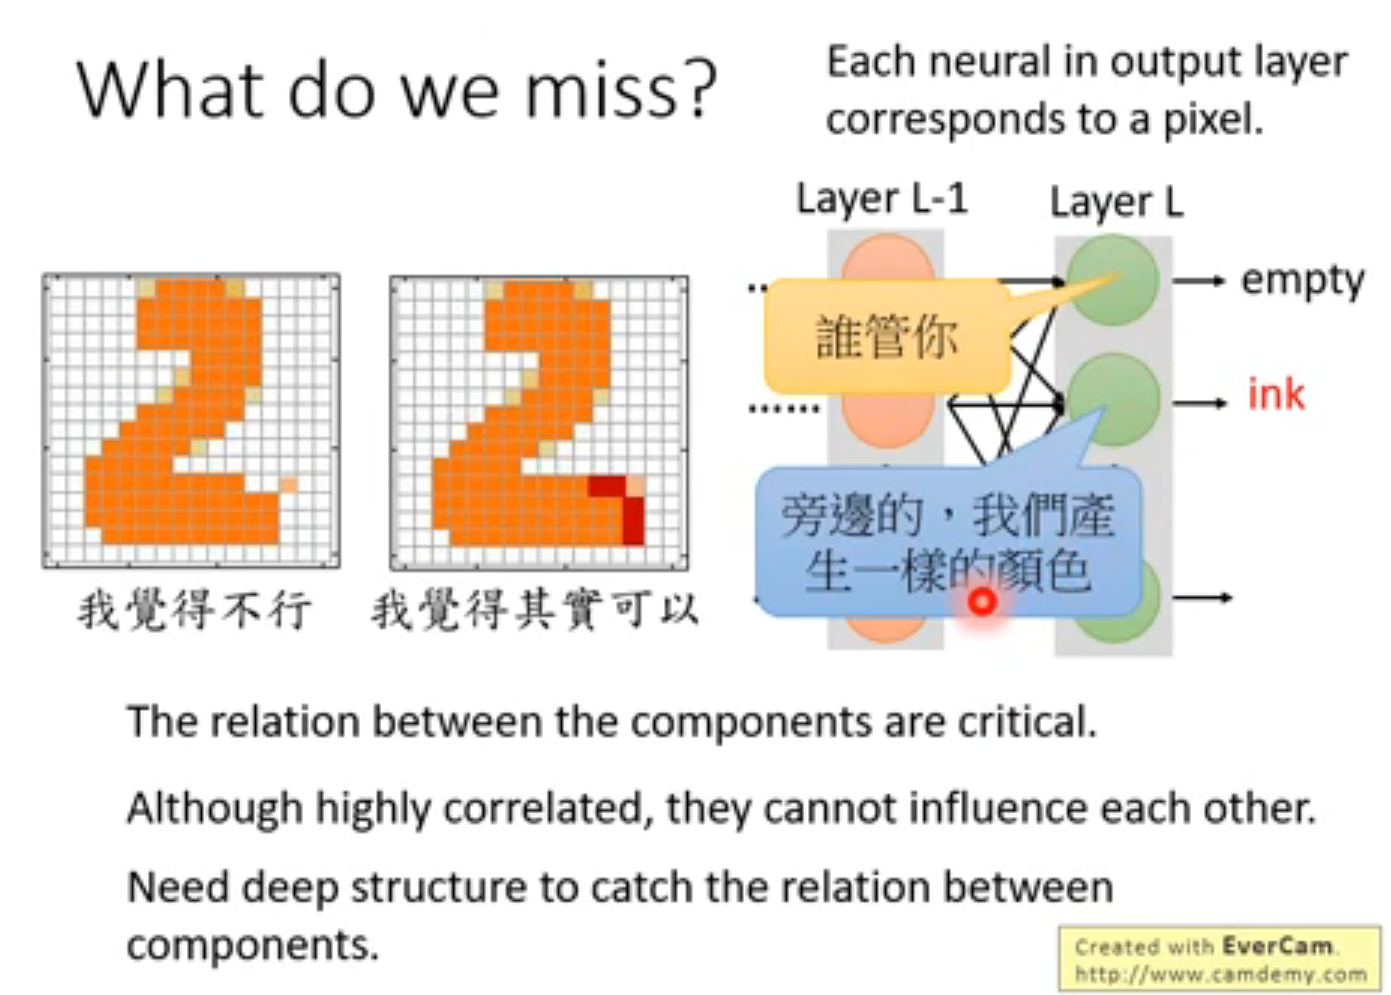 What do we miss?
Each neural in output layer
corresponds to a pixel.
Layer L-1
Layer L
empty
誰管你
ink
旁邊的，我們產
生一樣的顏色
我覺得不行
我覺得其實可以
The relation between the components are critical.
Although highly correlated, they cannot influence each other.
Need deep structure to catch the relation between
components.
Created with EverCam.
http://www.camdemy.com